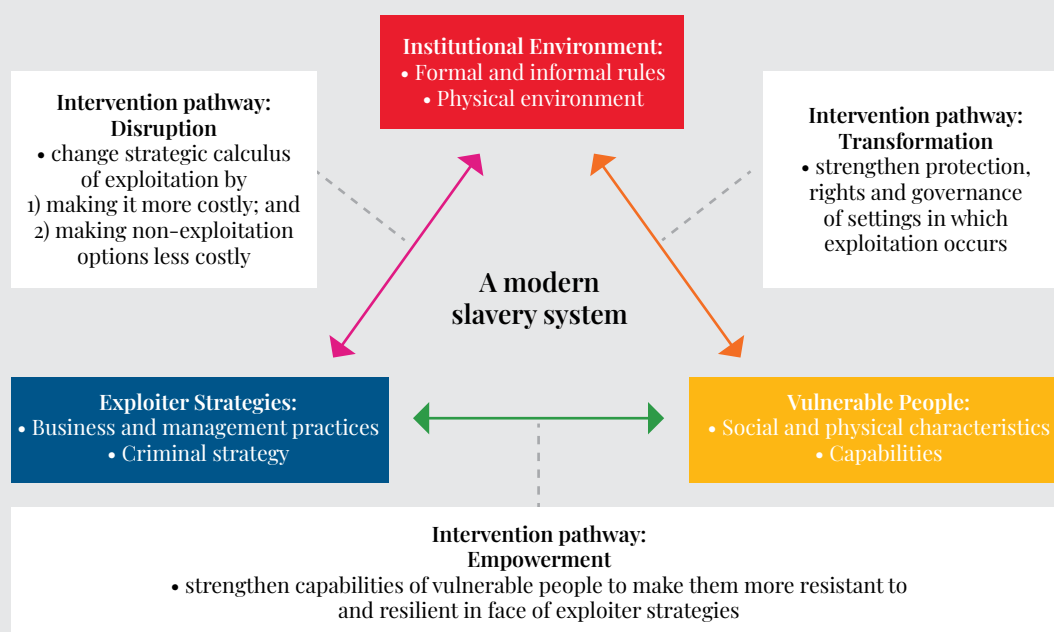 Institutional Environment:
• Formal and informal rules
• Physical environment
Intervention pathway:
Disruption
• change strategic calculus
of exploitation by
1) making it more costly; and
2) making non-exploitation
options less costly
Intervention pathway:
Transformation
• strengthen protection,
rights and governance
of settings in which
exploitation occurs
A modern
slavery system
Exploiter Strategies:
• Business and management practices
• Criminal strategy
Vulnerable People:
• Social and physical characteristics
• Capabilities
Intervention pathway:
Empowerment
• strengthen capabilities of vulnerable people to make them more resistant to
and resilient in face of exploiter strategies